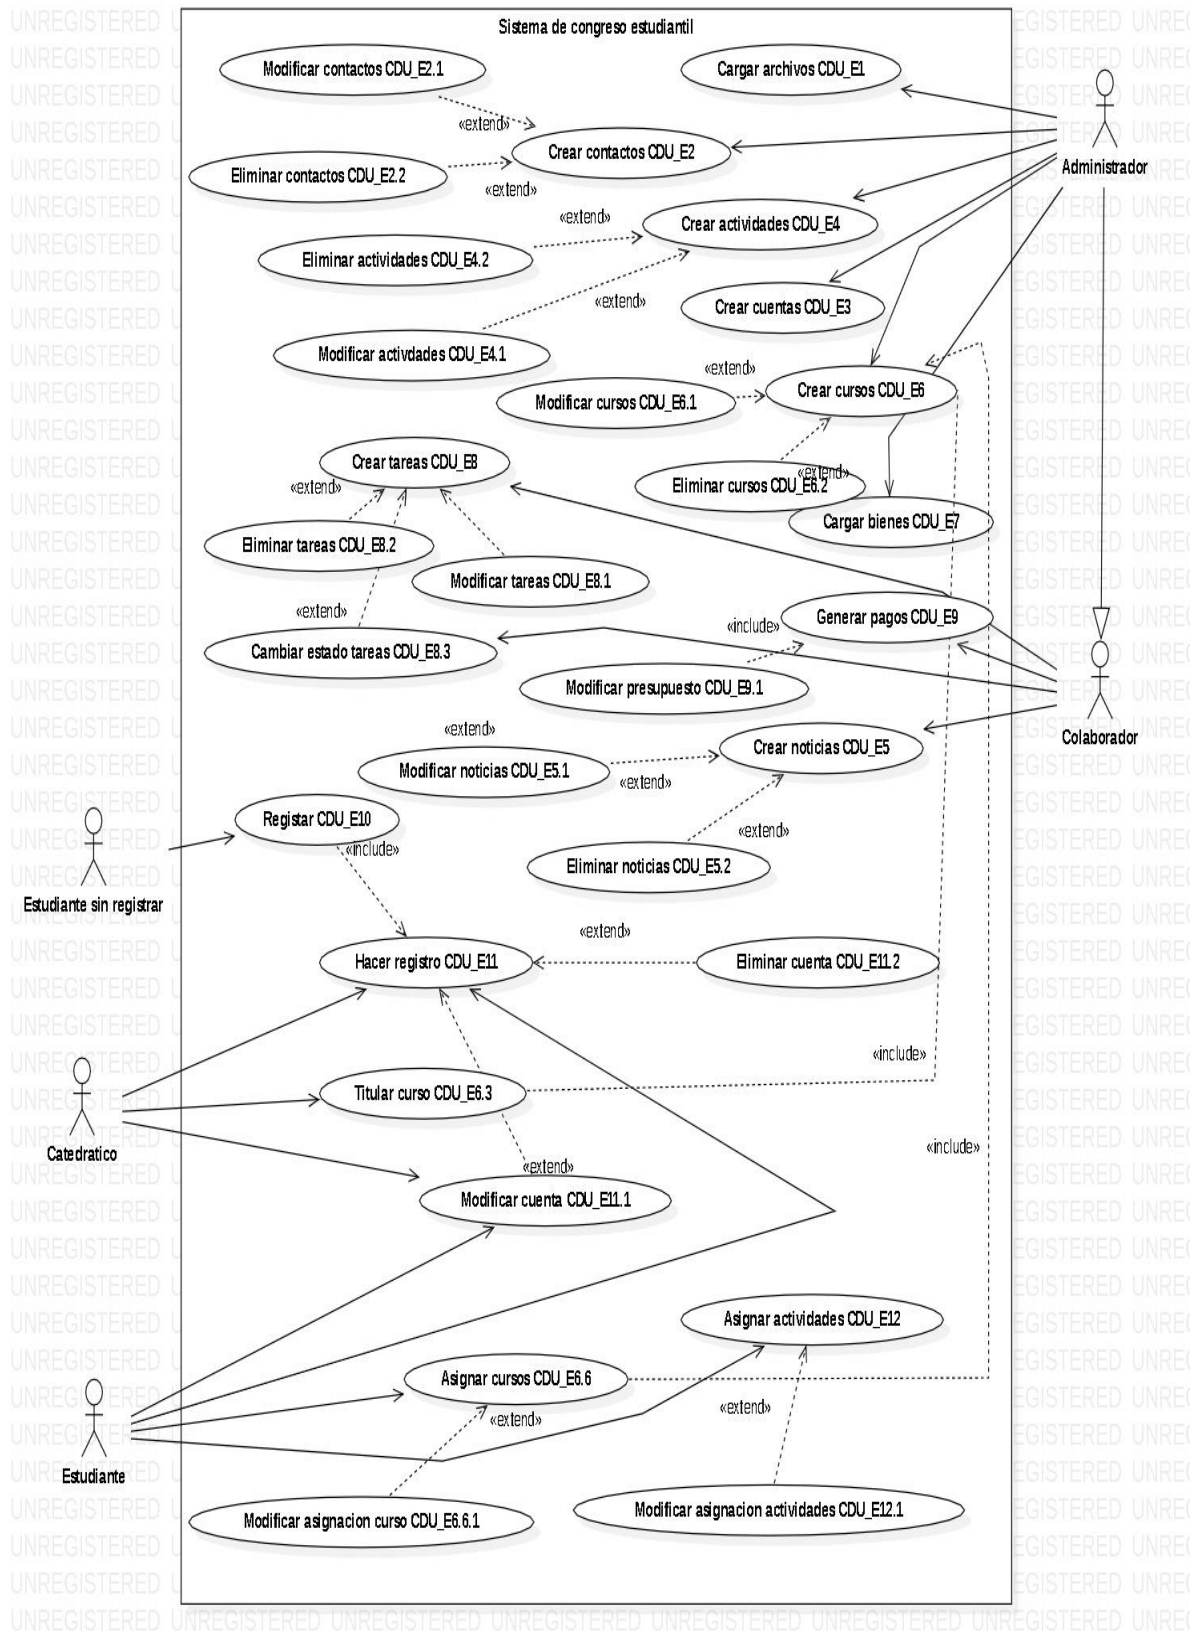 Sistema de congreso estudiantil
Modificar contactos CDU_E2.1
Cargar archivos CDU_E1
«extend»
Crear contactos CDU_E2
Administrador
Eliminar contactos CDU_E2.2
«extend»
«extend»
Crear actividades CDU_E4
Eliminar actividades CDU_E4.2
«extend»
Crear cuentas CDU_E3
Modificar activdades CDU_E4.1
«extend»
Crear cursos CDU_E6
Modificar cursos CDU_E6.1
Crear tareas CDU_E8
«extend»
«extend»
Eliminar cursos CDU_E6.2
Cargar bienes CDU_E7
Eliminar tareas CDU_E8.2
Modificar tareas CDU_E8.1
«extend»
Generar pagos CDU_E9
«include»
Cambiar estado tareas CDU_E8.3
Modificar presupuesto CDU_E9.1
«extend»
Colaborador
Crear noticias CDU_E5
Modificar noticias CDU_E5.1
«extend»
Registar CDU_E10
«extend»
«include»
Eliminar noticias CDU_E5.2
Estudiante sin registrar
«extend»
Hacer registro CDU_E11
Eliminar cuenta CDU_E11.2
«include»
Titular curso CDU_E6.3
Catedratico
«include»
«extend»
Modificar cuenta CDU_E11.1
Asignar actividades CDU_E12
Asignar cursos CDU_E6.6
«extend»
«extend»
Estudiante
Modificar asignacion actividades CDU_E12.1
Modificar asignacion curso CDU_E6.6.1
UNREGISTERED UNREGISTERED UNREGISTERED UNREGISTERED UNREGISTERED UNREGISTERED UNREGISTERED